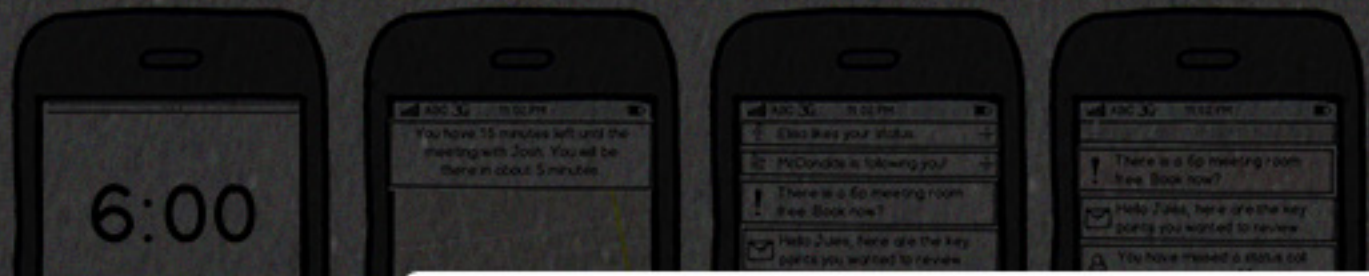 6:00
ABC 3G 11:02 PM
You have 15 minutes left until the
meeting with Josh. You will be
there in about 5 minutes.
ABC 3G 11:02 PM
Elisa likes your status.
McDonalds is following you!
There is a 6p meeting room
free. Book now?
Hello Jules, here are the key
points you wanted to review
ABC 3G 11:02 PM
There is a 6p meeting room
free. Book now?
Hello Jules, here are the key
points you wanted to review
You have missed a status call